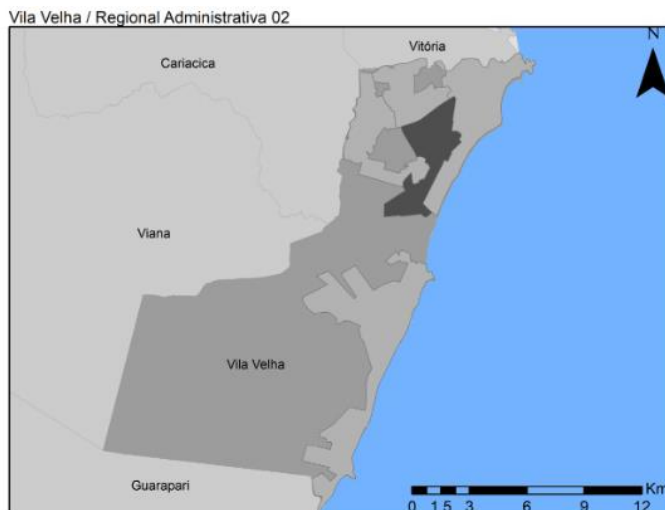 Vila Velha / Regional Administrativa 02
Vitória
N
Cariacica
Viana
Vila Velha
Guarapari
Km
0 1,5 3 6 9 12